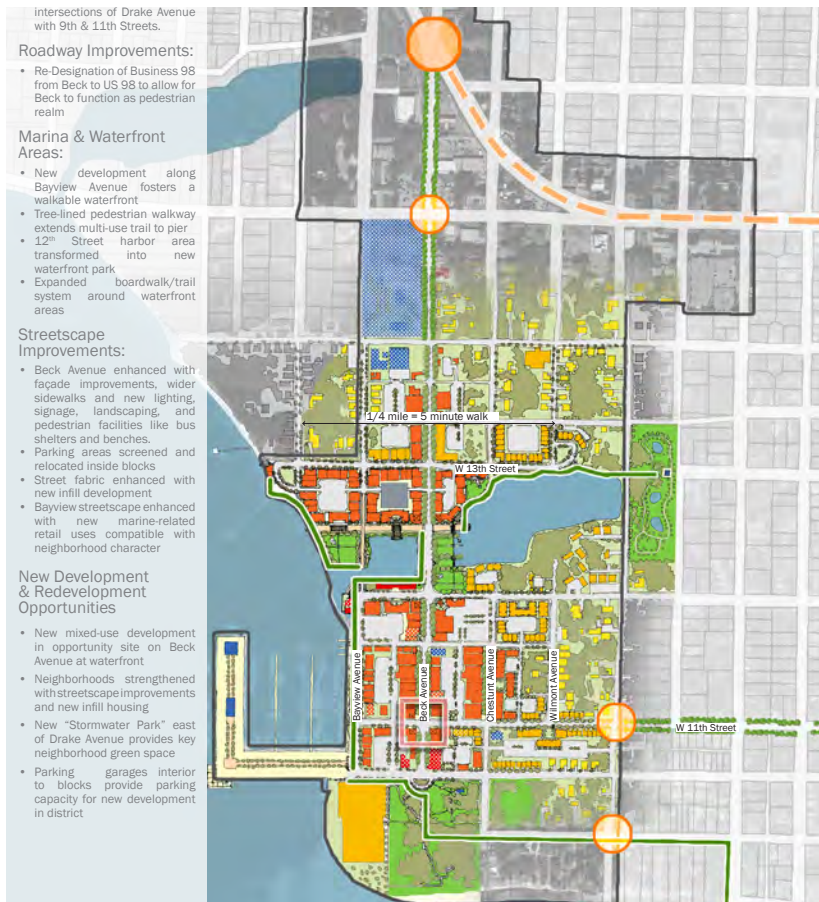 intersections of Drake Avenue
with 9th & 11th Streets.
Roadway Improvements:
• Re-Designation of Business 98
from Beck to US 98 to allow for
Beck to function as pedestrian
realm
Marina & Waterfront
Areas:
• New development along
Bayview Avenue fosters a
walkable waterfront
• Tree-lined pedestrian walkway
extends multi-use trail to pier
• 12th Street harbor area
transformed into new
waterfront park
• Expanded boardwalk/trail
system around waterfront
areas
Streetscape
Improvements:
• Beck Avenue enhanced with
façade improvements, wider
sidewalks and new lighting,
signage, landscaping, and
pedestrian facilities like bus
shelters and benches.
• Parking areas screened and
relocated inside blocks
• Street fabric enhanced with
new infill development
• Bayview streetscape enhanced
with new marine-related
retail uses compatible with
neighborhood character
New Development
& Redevelopment
Opportunities
• New mixed-use development
in opportunity site on Beck
Avenue at waterfront
• Neighborhoods strengthened
with streetscape improvements
and new infill housing
• New “Stormwater Park” east
of Drake Avenue provides key
neighborhood green space
• Parking garages interior
to blocks provide parking
capacity for new development
in district
1/4 mile = 5 minute walk
W 13th Street
Bayview Avenue
Beck Avenue
Chestunt Avenue
Wilmont Avenue
W 11th Street